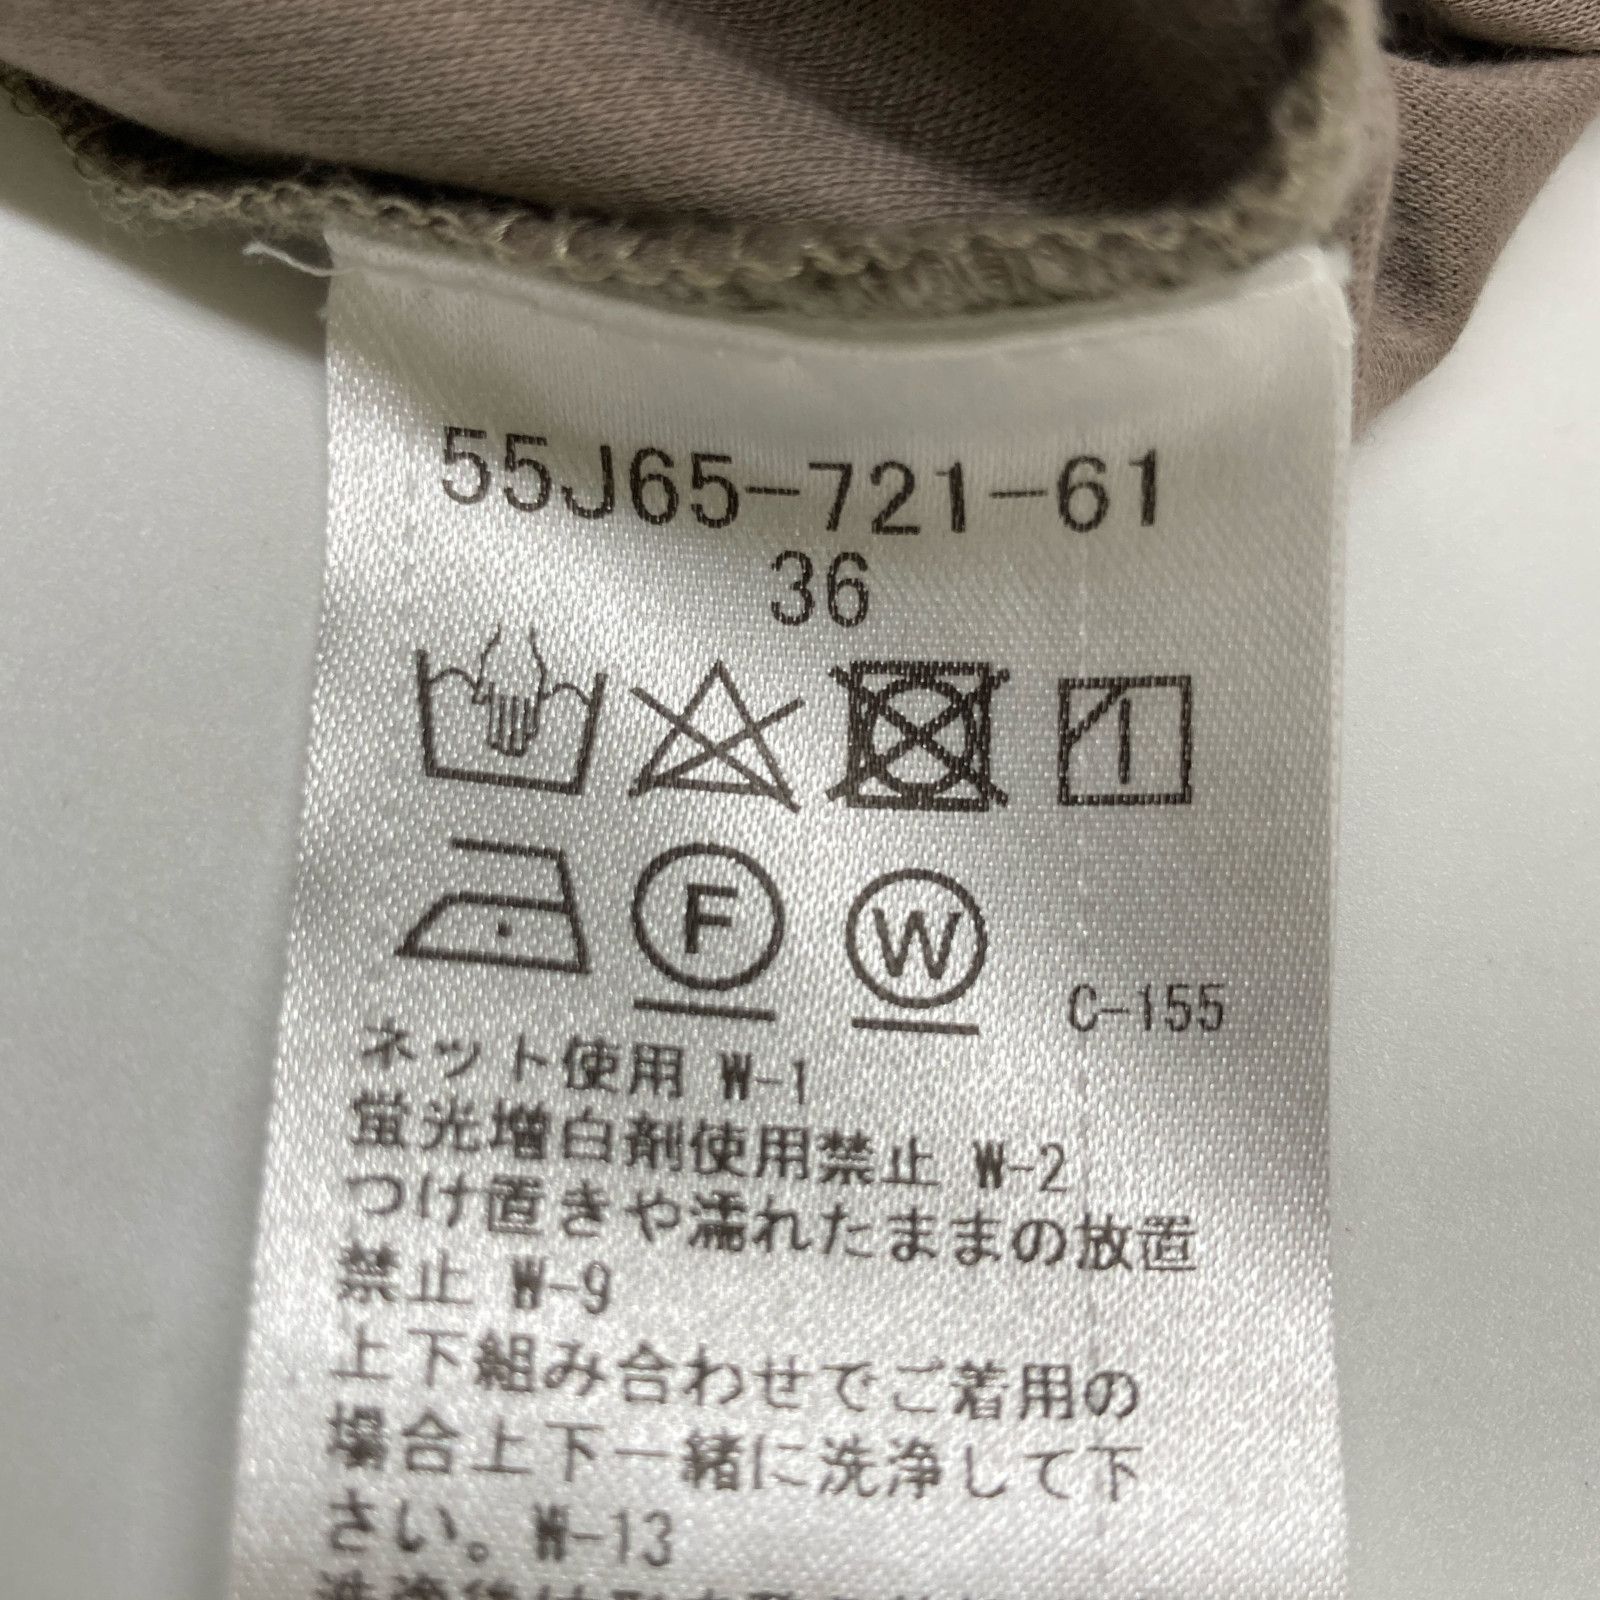 55J65-721-61
36
F W C-155
ネット使用 W-1
蛍光増白剤使用禁止 W-2
つけ置きや濡れたままの放置
禁止 W-9
上下組み合わせでご着用の
場合上下一緒に洗浄して下
さい。W-13